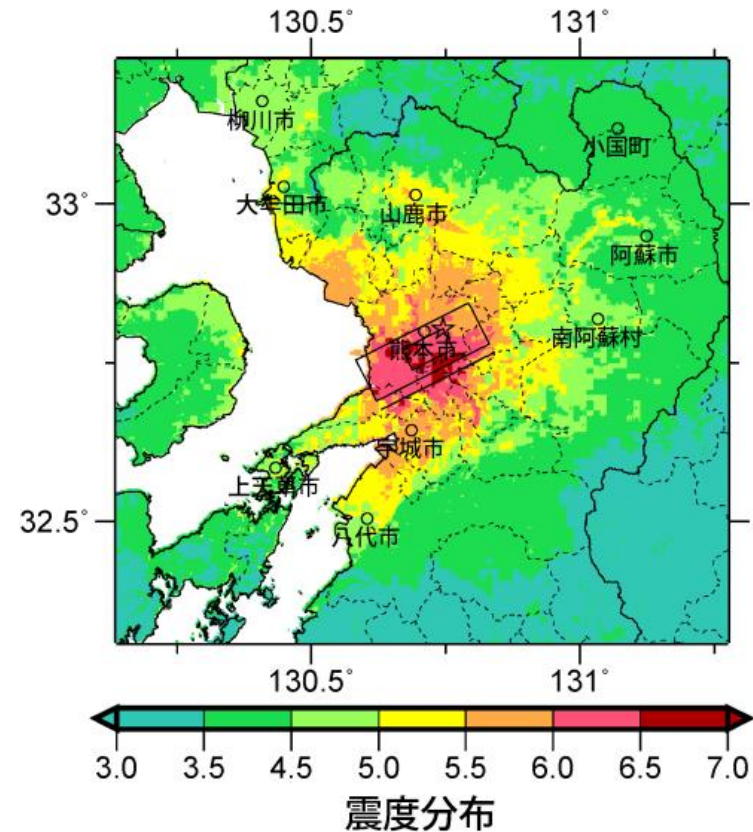 130.5° 131°
柳川市
小国町
大牟田市
33°
山鹿市
阿蘇市
南阿蘇村
熊本市
宇城市
上天草市
32.5°
八代市
130.5° 131°
3.0 3.5 4.5 5.0 5.5 6.0 6.5 7.0
震度分布